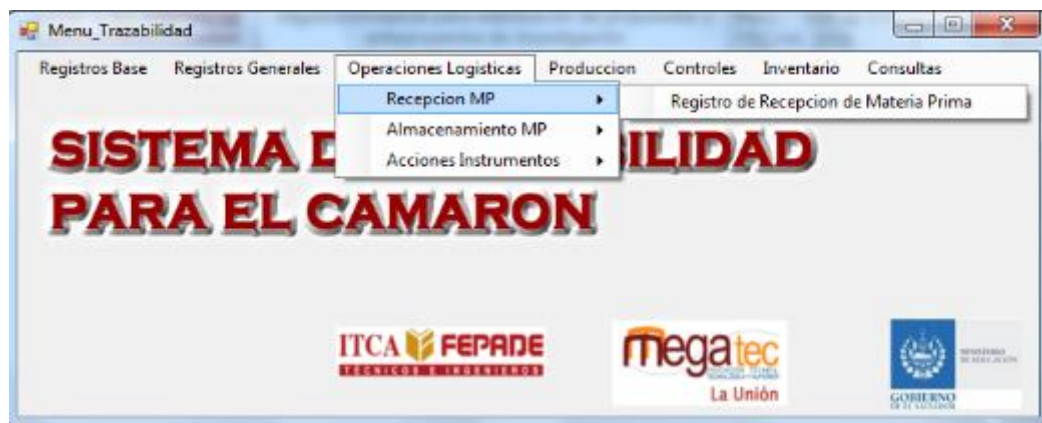 Menu_Trazabilidad
Registros Base Registros Generales Operaciones Logisticas Produccion Controles Inventario Consultas
Recepcion MP Registro de Recepcion de Materia Prima
Almacenamiento MP
Acciones Instrumentos
SISTEMA D ILIDAD
PARA EL CAMARON
ITCA FEPADE
TÉCNICOS E INGENIEROS
megatec
La Unión
GOBIERNO